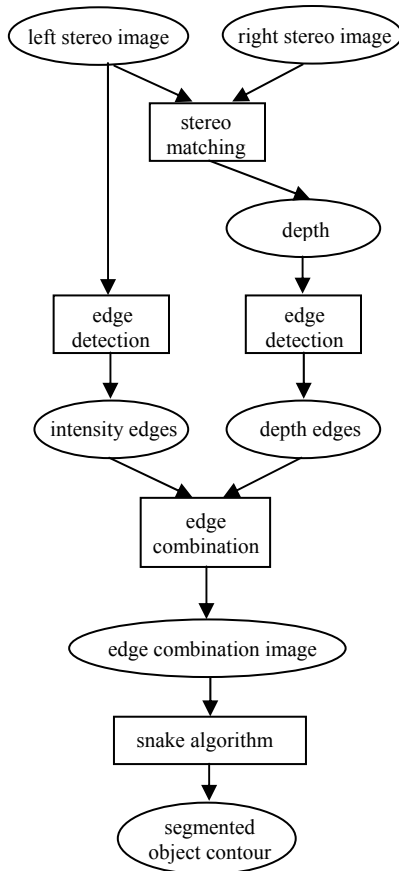 left stereo image
right stereo image
stereo
matching
depth
edge
detection
edge
detection
intensity edges
depth edges
edge
combination
edge combination image
snake algorithm
segmented
object contour